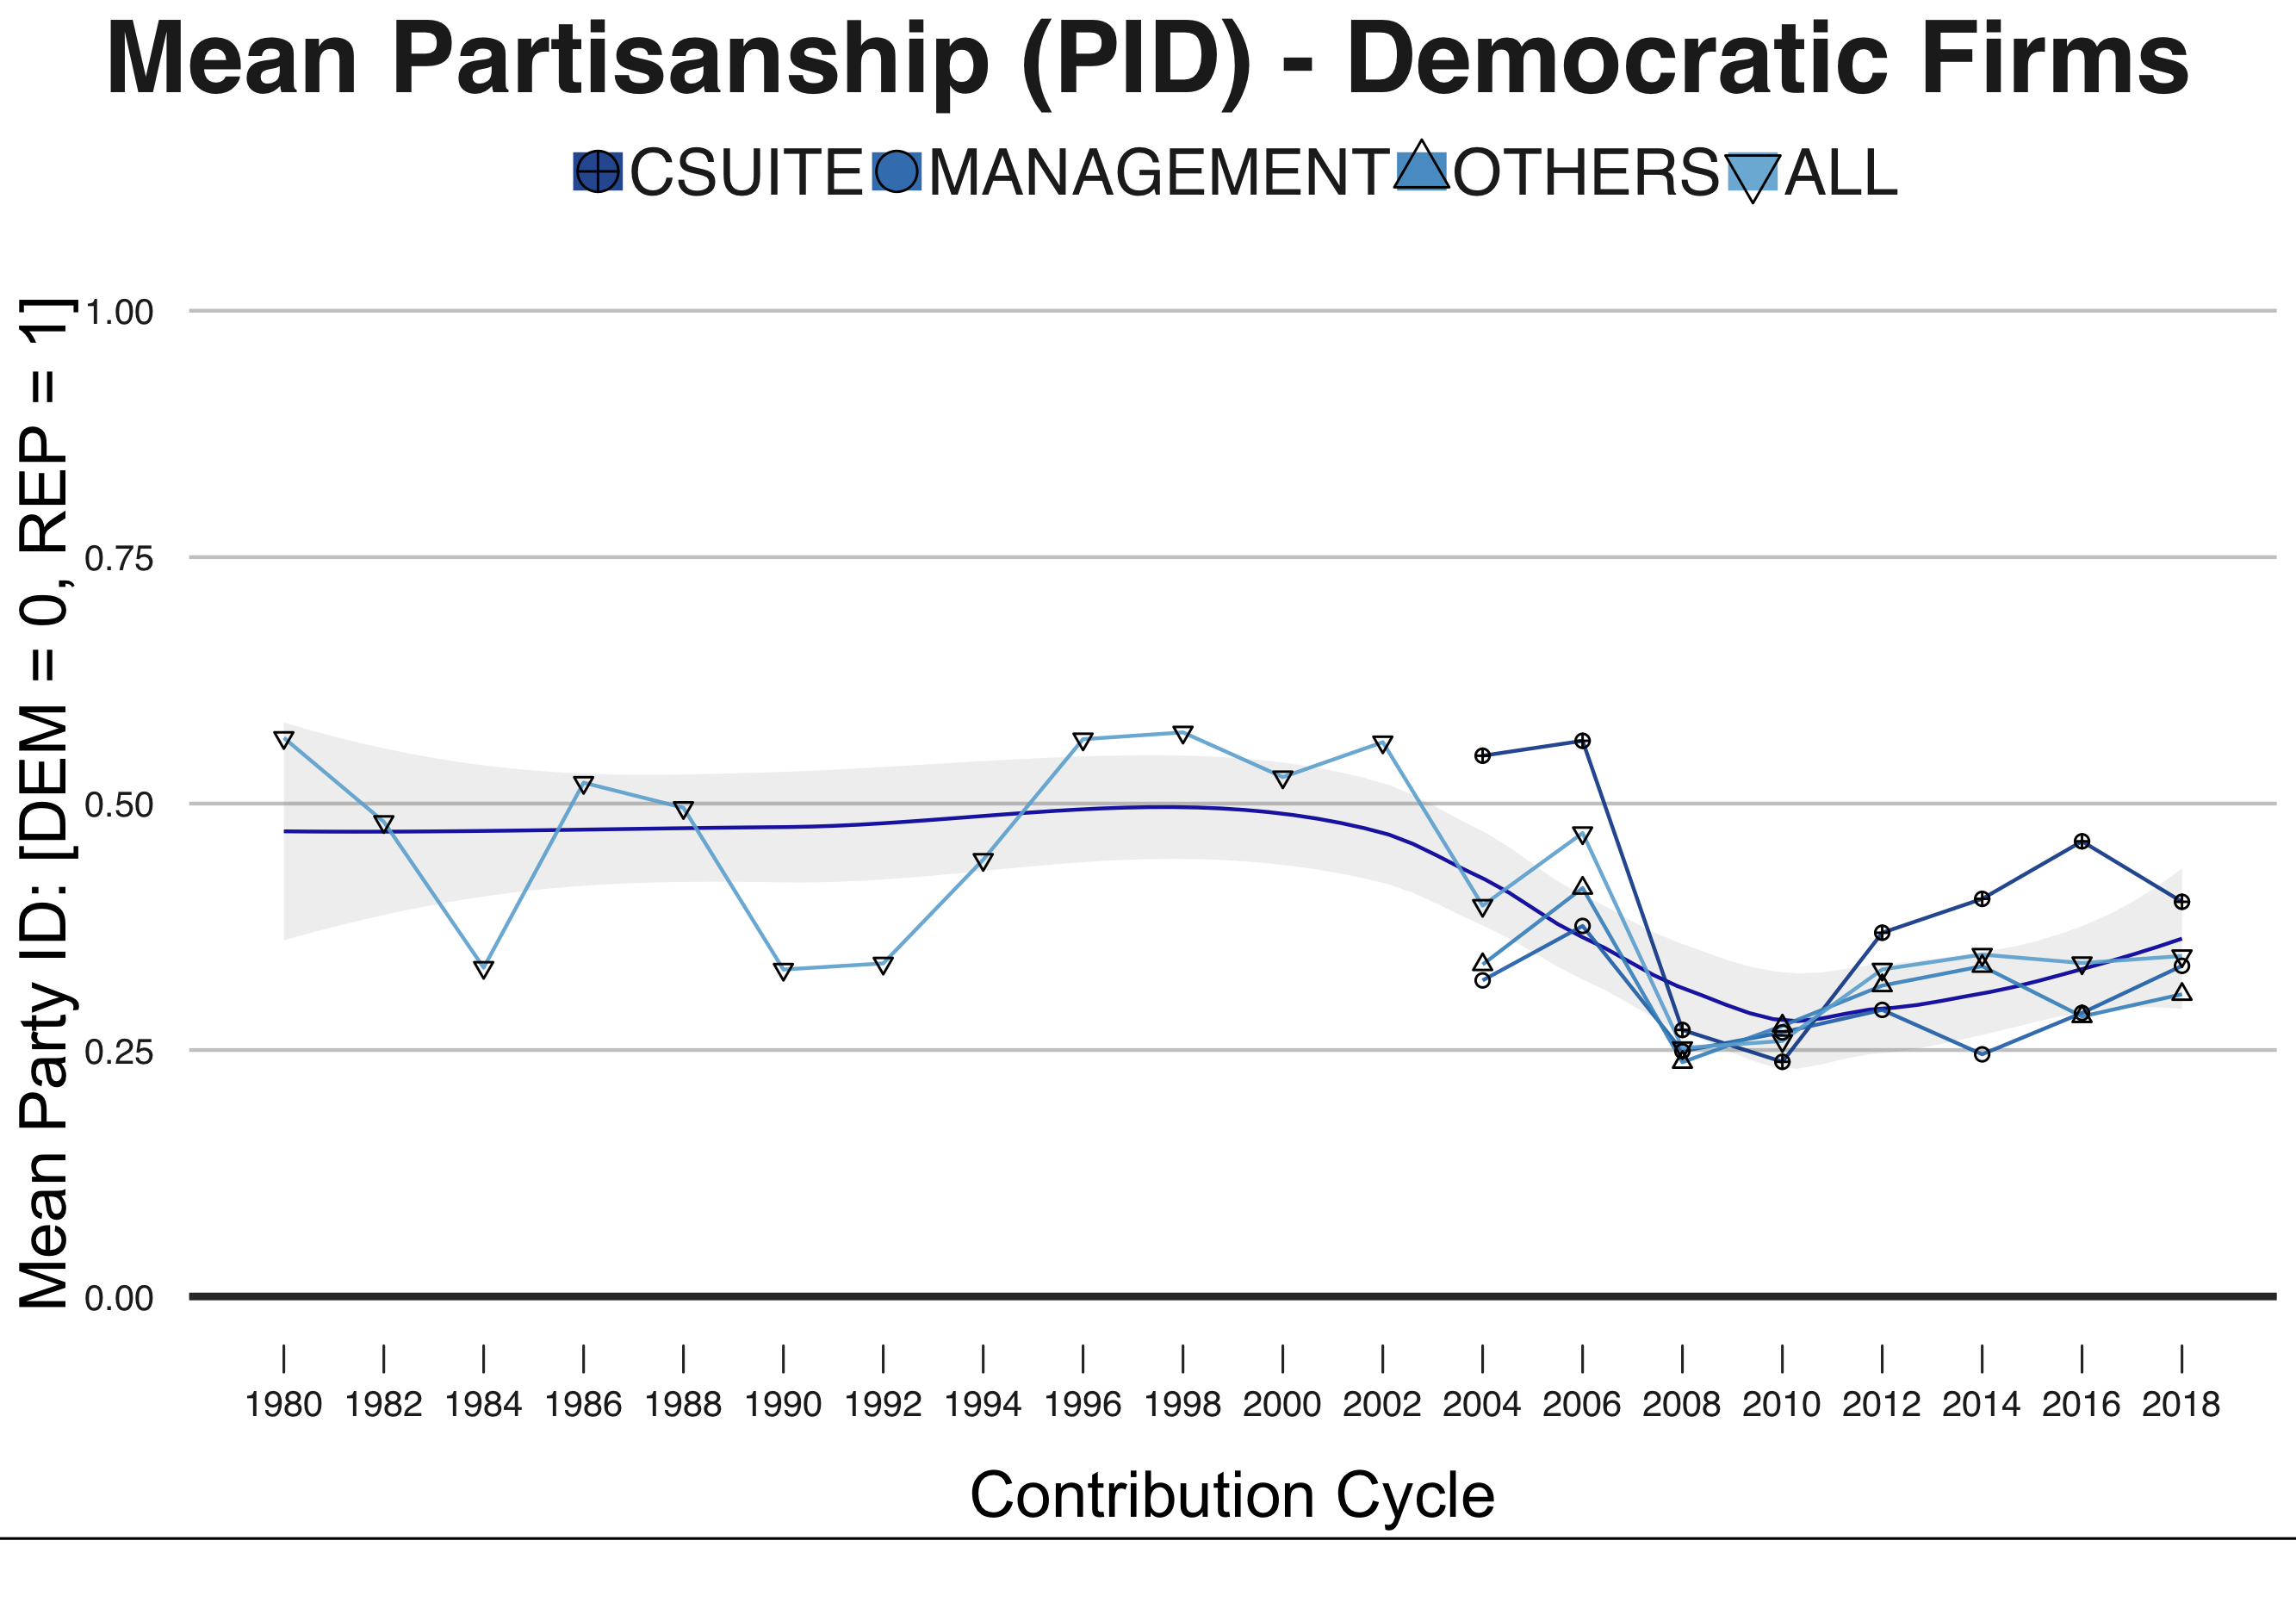 Mean Partisanship (PID) - Democratic Firms
CSUITE MANAGEMENT OTHERS ALL
Mean Party ID: [DEM = 0, REP = 1]
1.00
0.75
0.50
0.25
0.00
1980 1982 1984 1986 1988 1990 1992 1994 1996 1998 2000 2002 2004 2006 2008 2010 2012 2014 2016 2018
Contribution Cycle